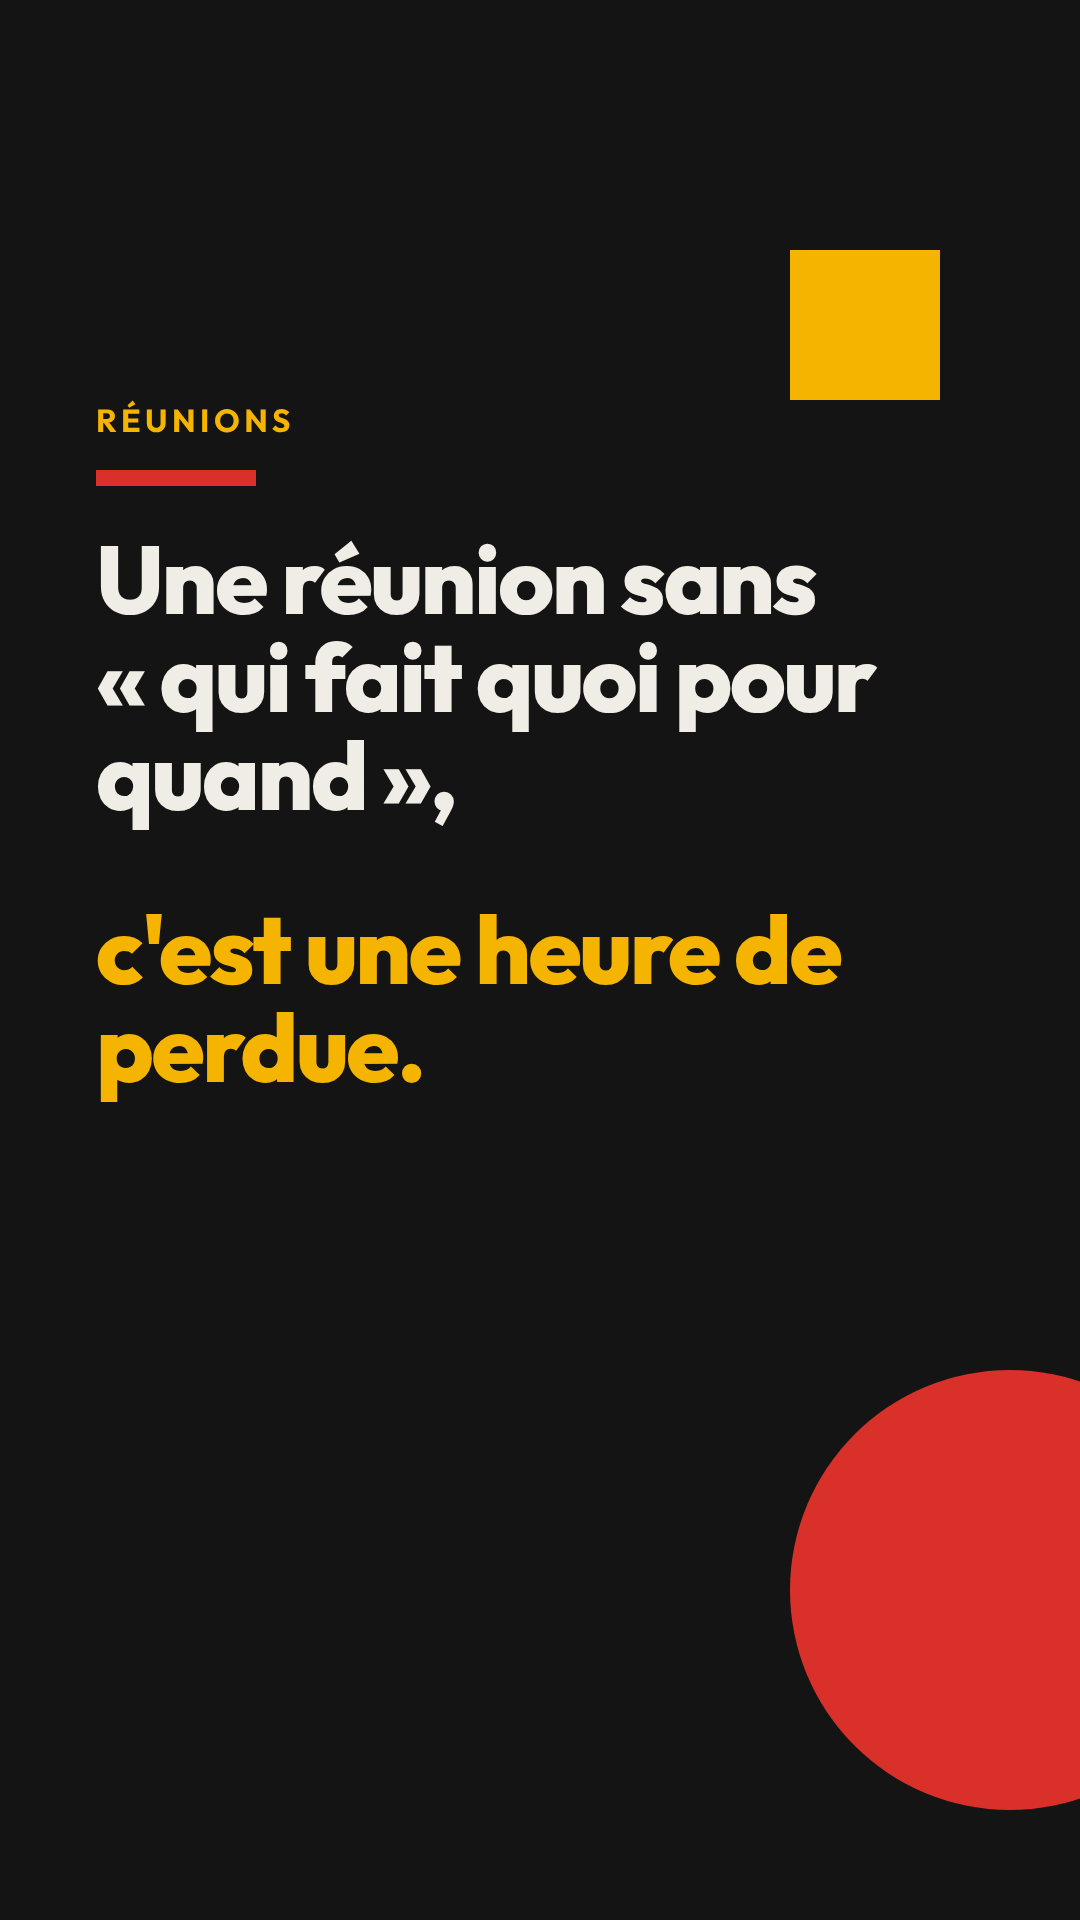 RÉUNIONS
Une réunion sans
« qui fait quoi pour
quand »,
c'est une heure de
perdue.